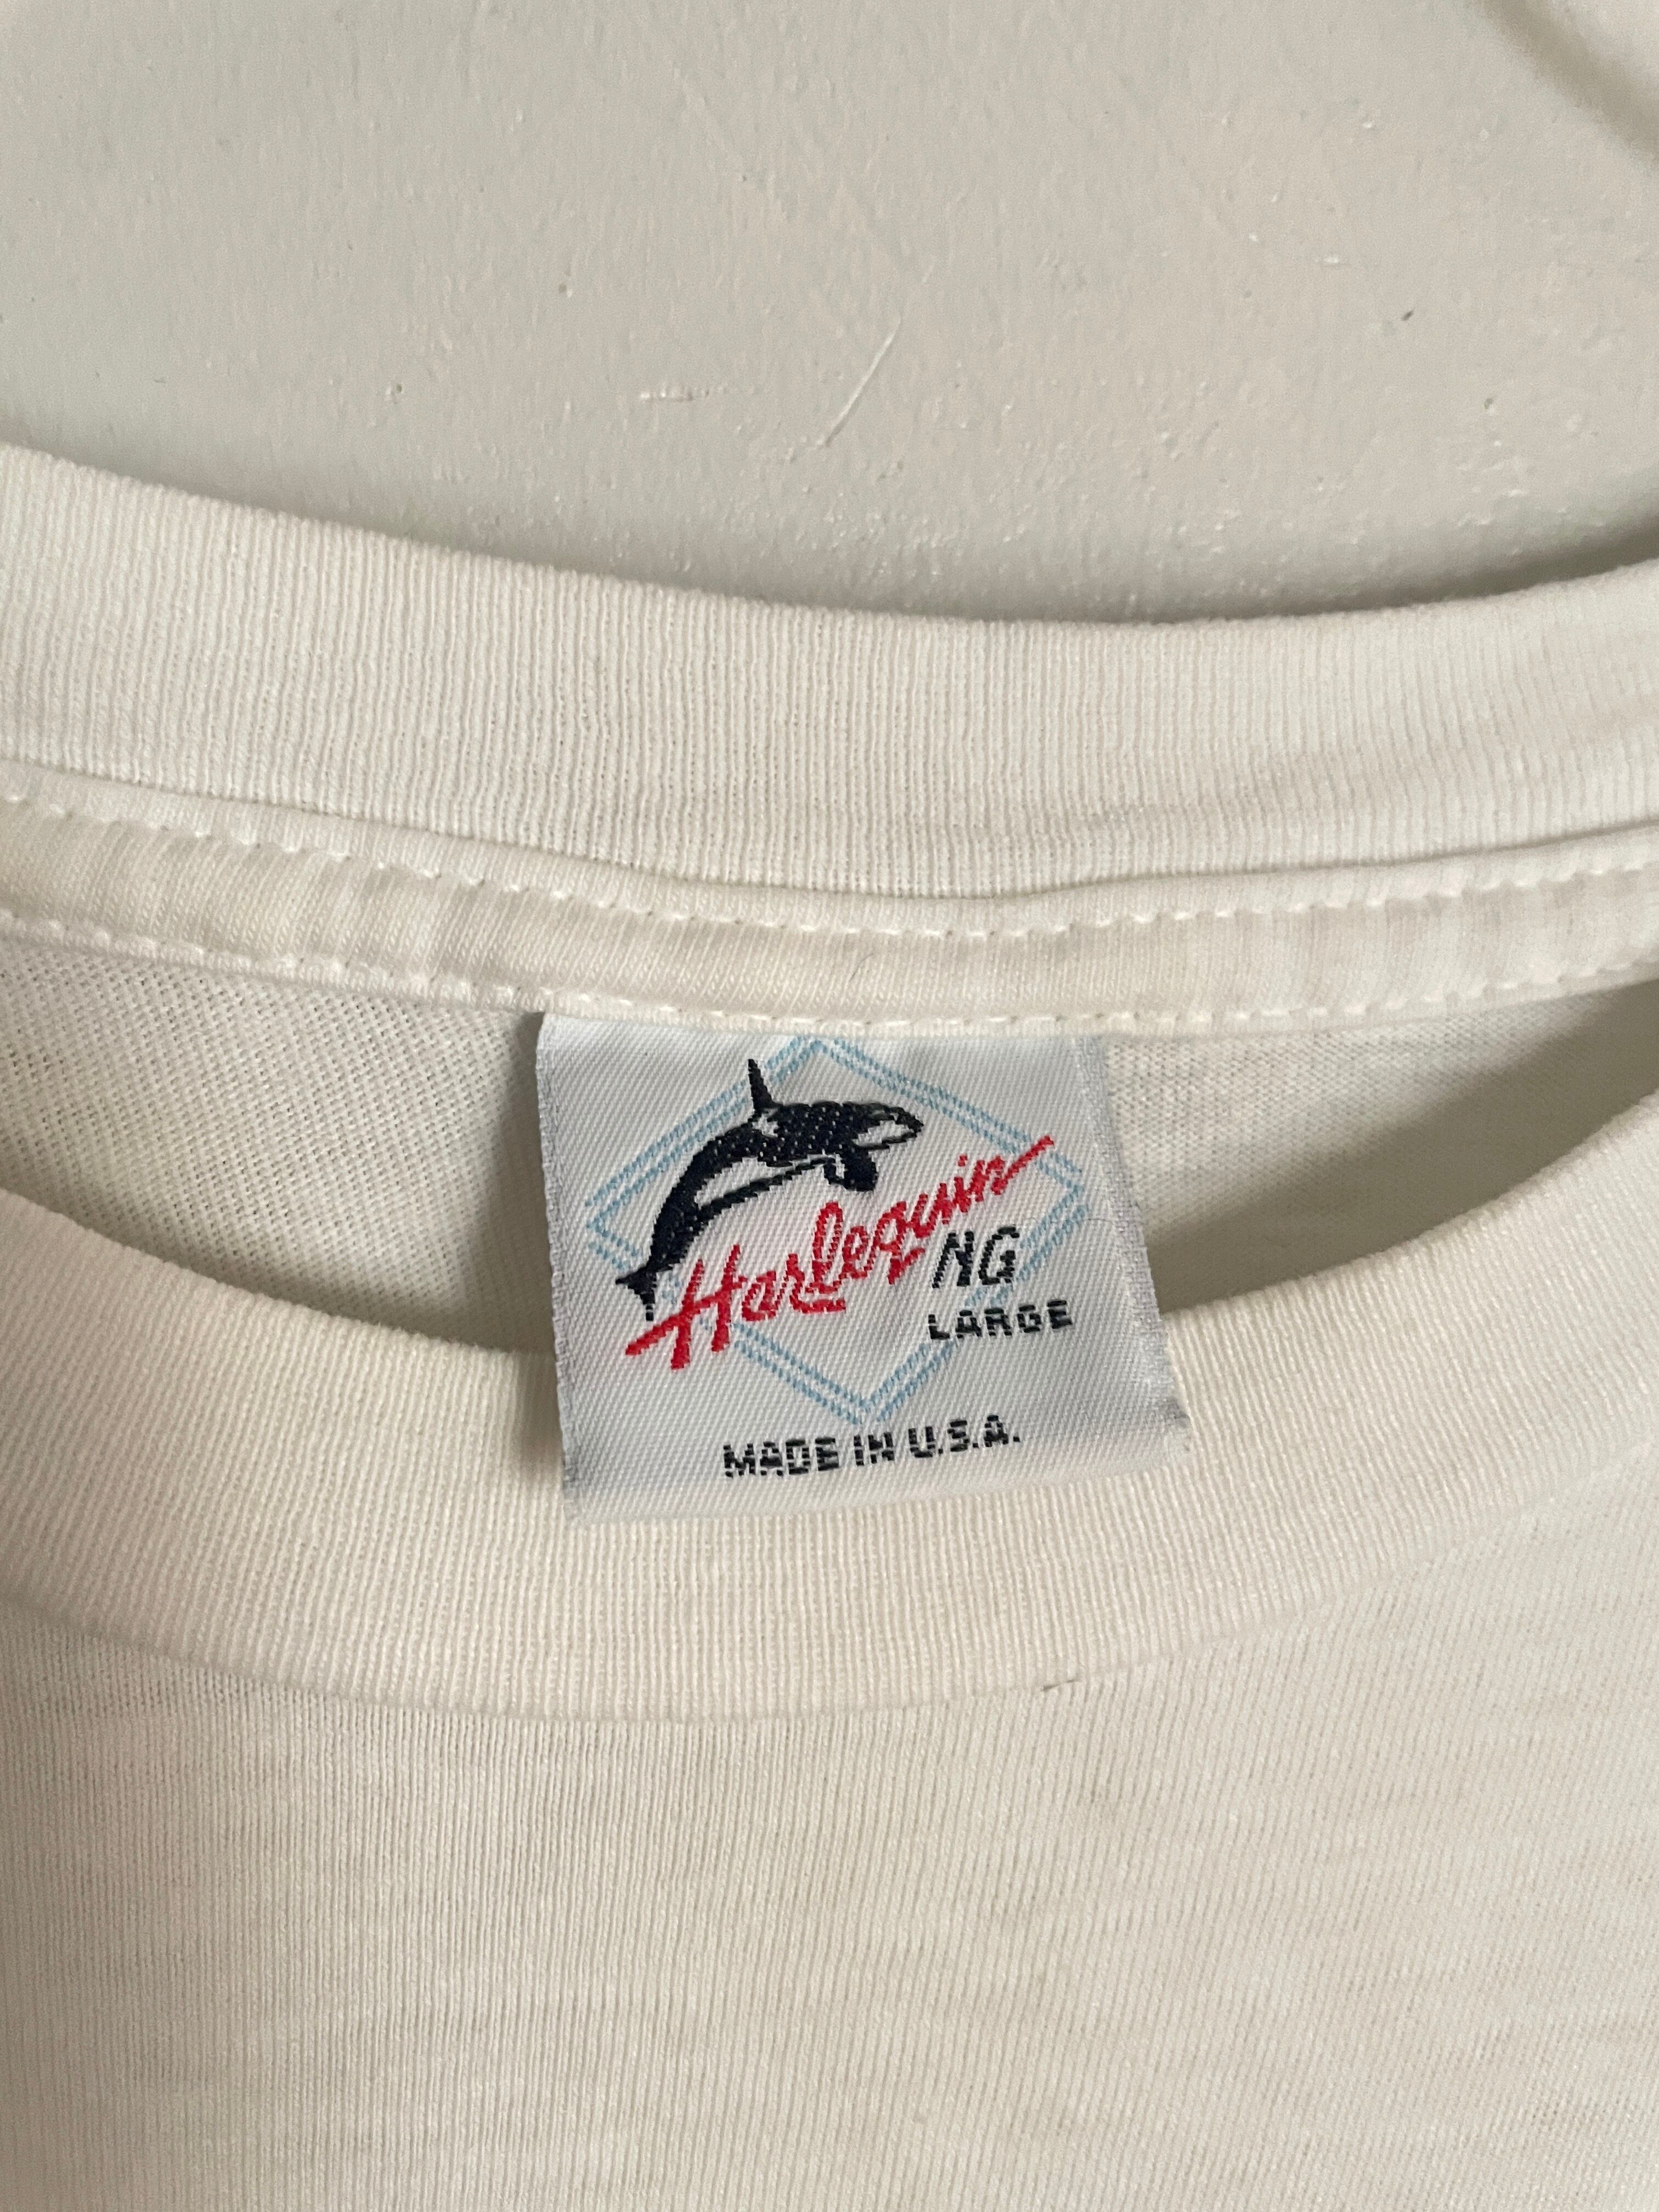 Harlequin
NG
LARGE
MADE IN U.S.A.